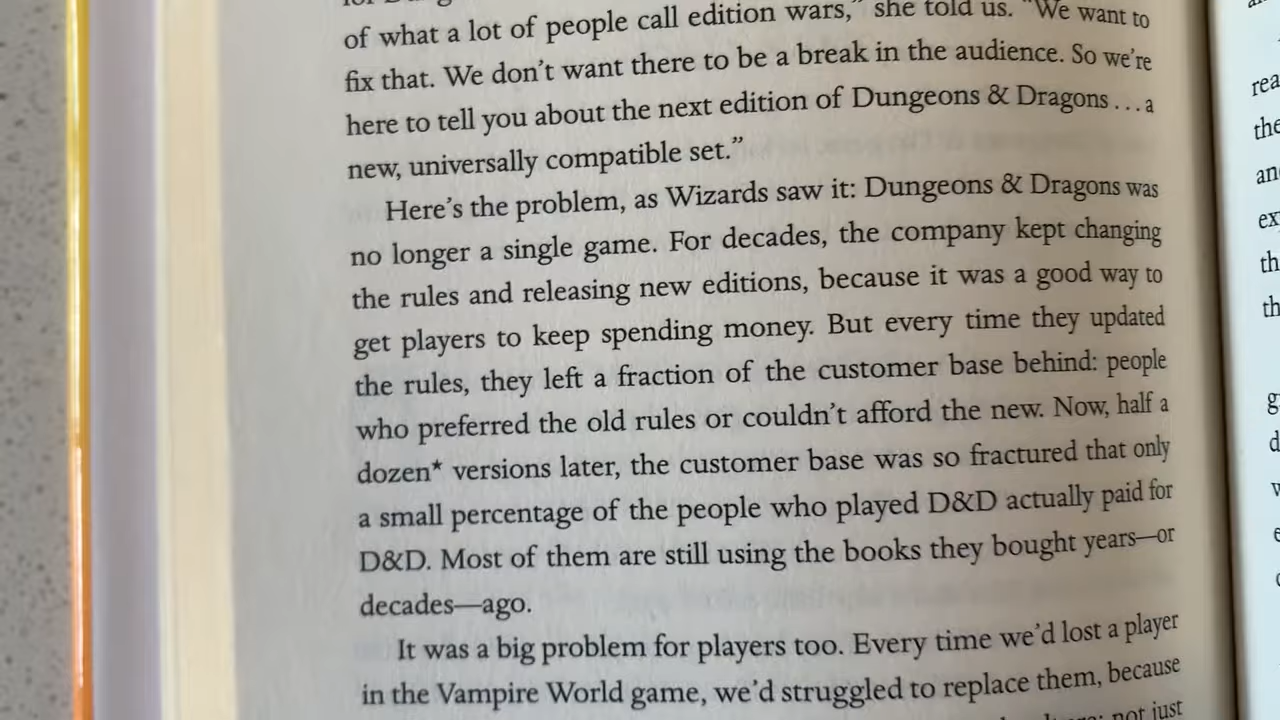 of what a lot of people call edition wars,” she told us. “We want to
fix that. We don’t want there to be a break in the audience. So we’re
here to tell you about the next edition of Dungeons & Dragons . . . a
new, universally compatible set.”
Here’s the problem, as Wizards saw it: Dungeons & Dragons was
no longer a single game. For decades, the company kept changing
the rules and releasing new editions, because it was a good way to
get players to keep spending money. But every time they updated
the rules, they left a fraction of the customer base behind: people
who preferred the old rules or couldn’t afford the new. Now, half a
dozen* versions later, the customer base was so fractured that only
a small percentage of the people who played D&D actually paid for
D&D. Most of them are still using the books they bought years—or
decades—ago.
It was a big problem for players too. Every time we’d lost a player
in the Vampire World game, we’d struggled to replace them, because
not just